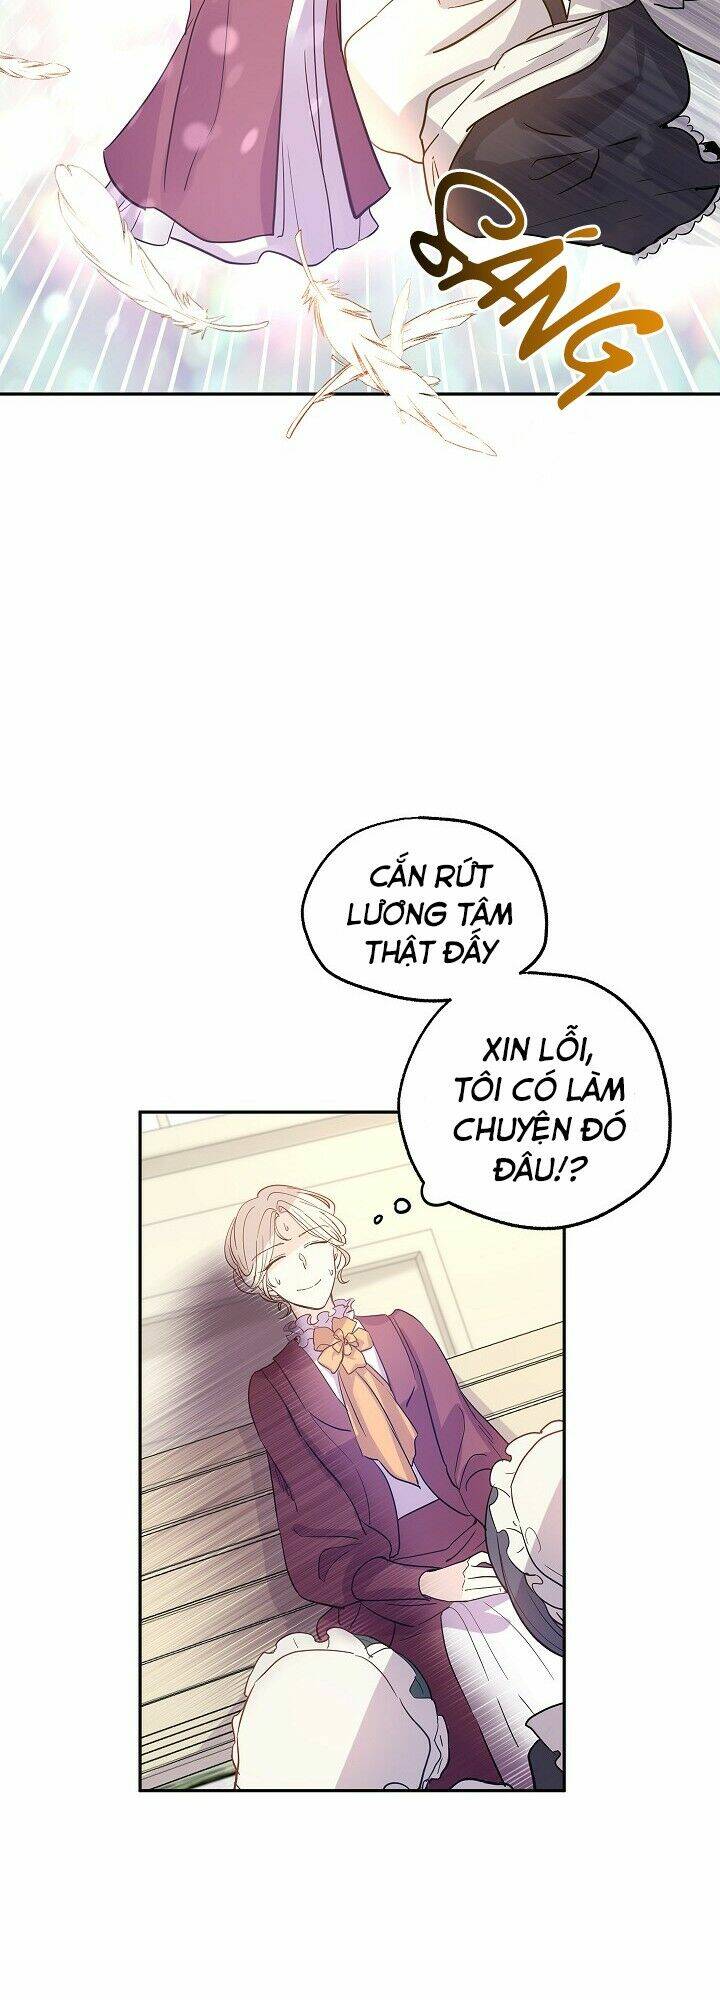 SÁNG
CẮN RỨT
LƯƠNG TÂM
THẬT ĐẤY
XIN LỖI,
TÔI CÓ LÀM
CHUYỆN ĐÓ
ĐÂU!?